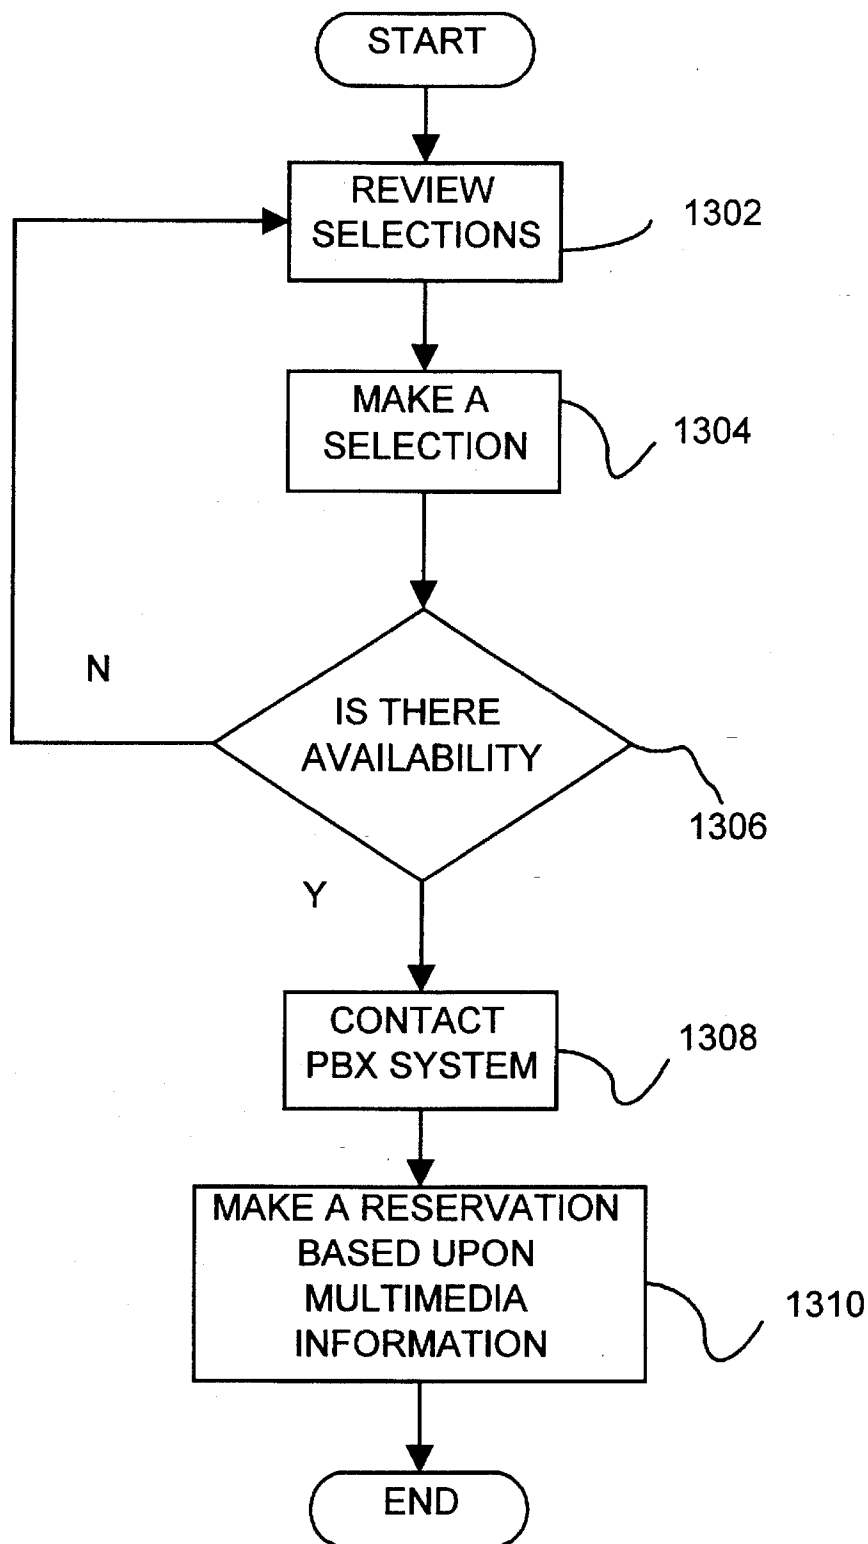 START
REVIEW
SELECTIONS
1302
MAKE A
SELECTION
1304
N
IS THERE
AVAILABILITY
1306
Y
CONTACT
PBX SYSTEM
1308
MAKE A RESERVATION
BASED UPON
MULTIMEDIA
INFORMATION
1310
END